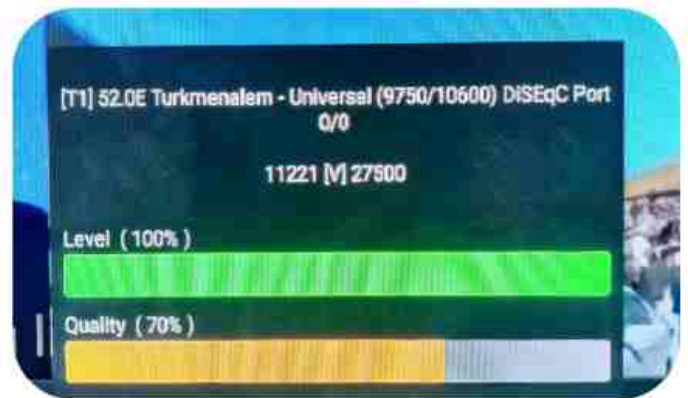 [T1] 52.0E Turkmenalem - Universal (9750/10600) DiSEqC Port
0/0
11221 [V] 27500
Level ( 100% )
Quality ( 70% )